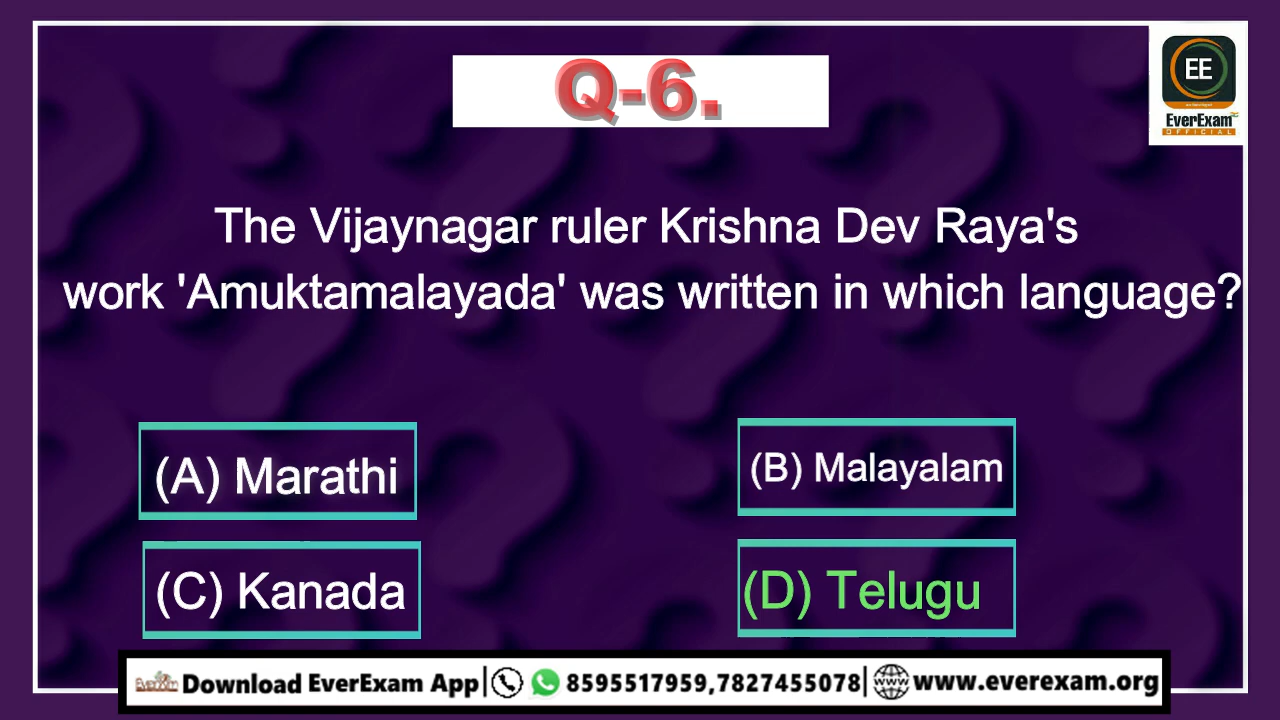 Q-6.
EE
EverExam
OFFICIAL
The Vijaynagar ruler Krishna Dev Raya's
work 'Amuktamalayada' was written in which language?
(A) Marathi
(B) Malayalam
(C) Kanada
(D) Telugu
Download EverExam App| 8595517959,7827455078| www.everexam.org